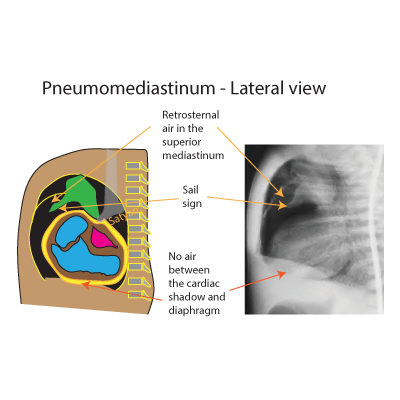 Pneumomediastinum - Lateral view
Retrosternal
air in the
superior
mediastinum
Sail
sign
No air
between
the cardiac
shadow and
diaphragm